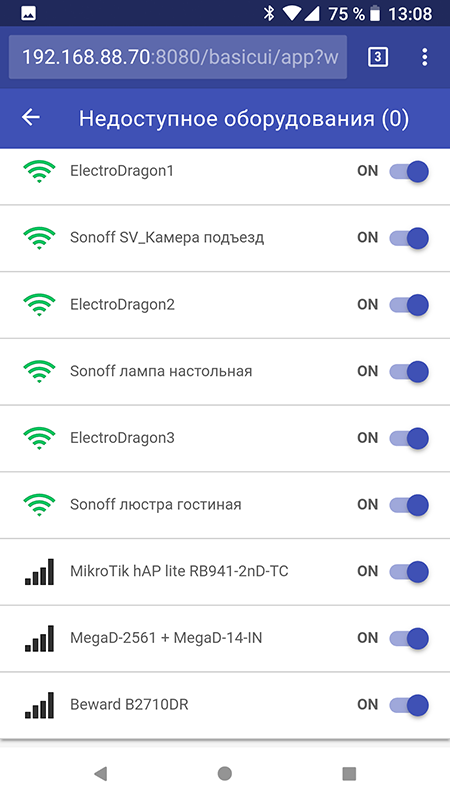 75 % 13:08
192.168.88.70:8080/basicui/app?w
3
Недоступное оборудования (0)
ElectroDragon1 ON
Sonoff SV_Камера подъезд ON
ElectroDragon2 ON
Sonoff лампа настольная ON
ElectroDragon3 ON
Sonoff люстра гостиная ON
MikroTik hAP lite RB941-2nD-TC ON
MegaD-2561 + MegaD-14-IN ON
Beward B2710DR ON